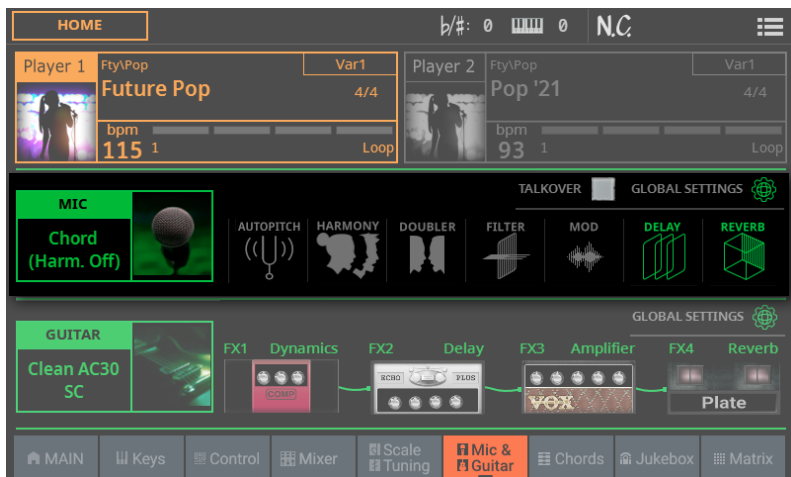 HOME
♭/♯: 0 0 N.C.
Player 1
Fty\Pop
Var1
Future Pop
4/4
bpm
115 1
Loop
Player 2
Fty\Pop
Var1
Pop '21
4/4
bpm
93 1
Loop
TALKOVER
GLOBAL SETTINGS
MIC
Chord
(Harm. Off)
AUTOPITCH
HARMONY
DOUBLER
FILTER
MOD
DELAY
REVERB
GLOBAL SETTINGS
GUITAR
Clean AC30
SC
FX1 Dynamics
FX2 Delay
FX3 Amplifier
FX4 Reverb
COMP
ECHO PLUS
VOX
Plate
MAIN
Keys
Control
Mixer
Scale
Tuning
Mic &
Guitar
Chords
Jukebox
Matrix